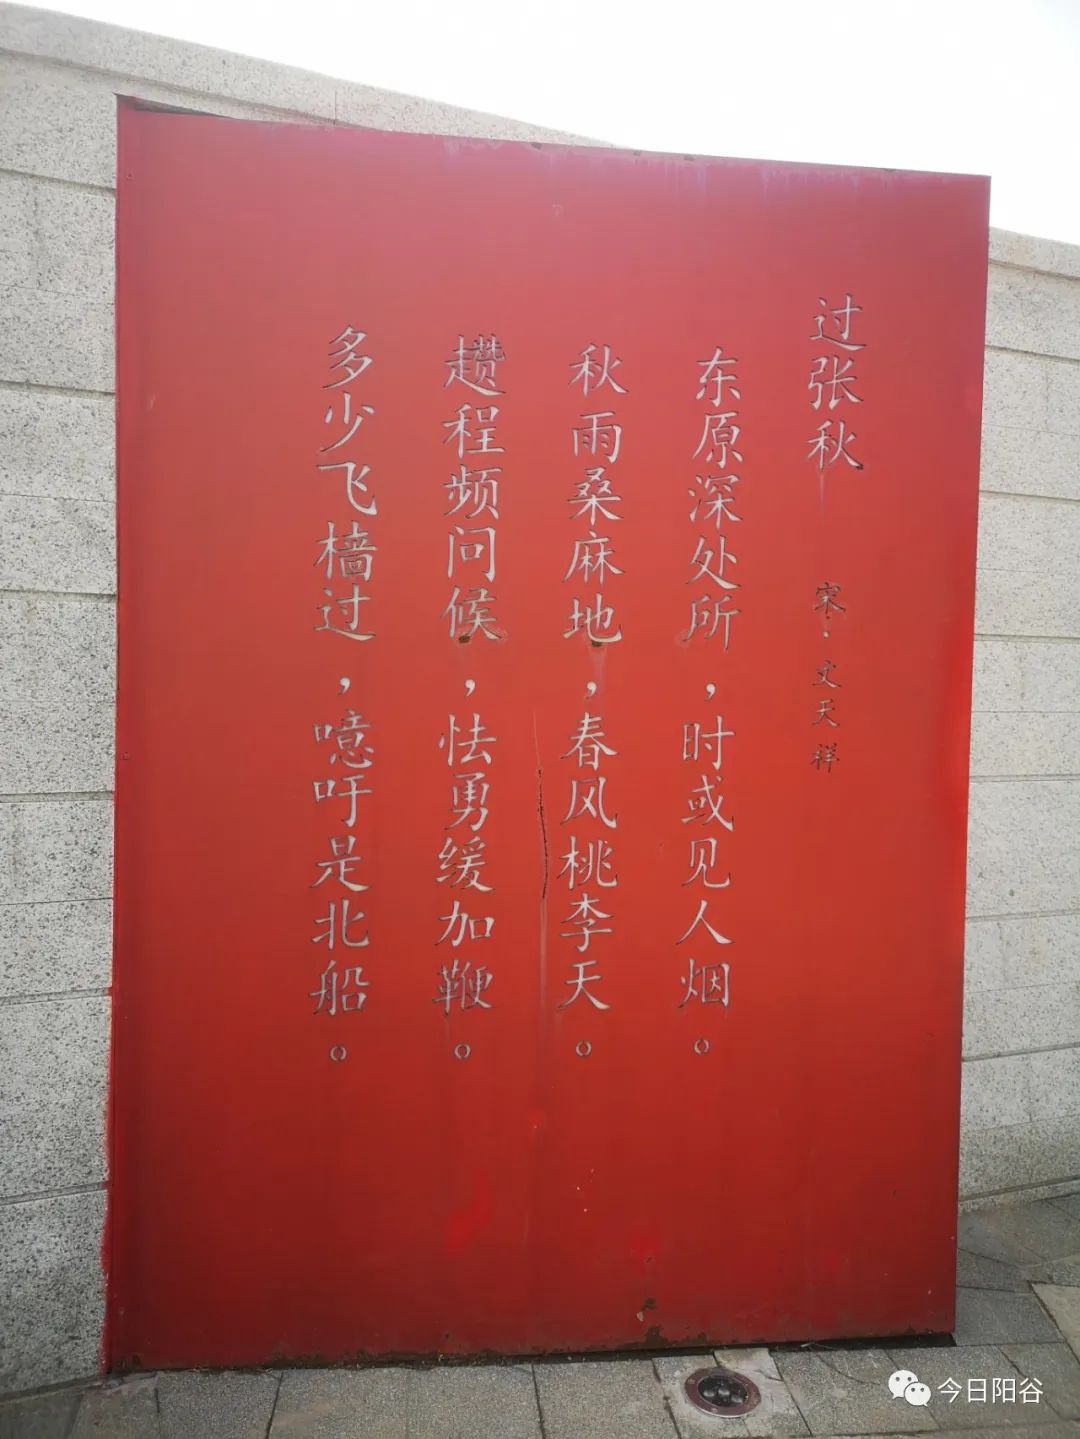 过张秋
宋·文天祥
东原深处所，时或见人烟。
秋雨桑麻地，春风桃李天。
趱程频问候，怯勇缓加鞭。
多少飞樯过，噫吁是北船。
今日阳谷